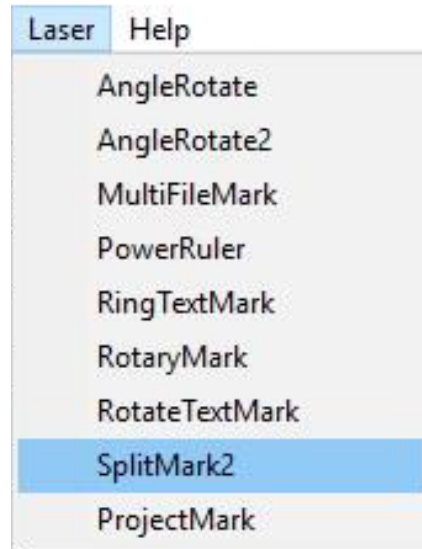 Laser Help
AngleRotate
AngleRotate2
MultiFileMark
PowerRuler
RingTextMark
RotaryMark
RotateTextMark
SplitMark2
ProjectMark